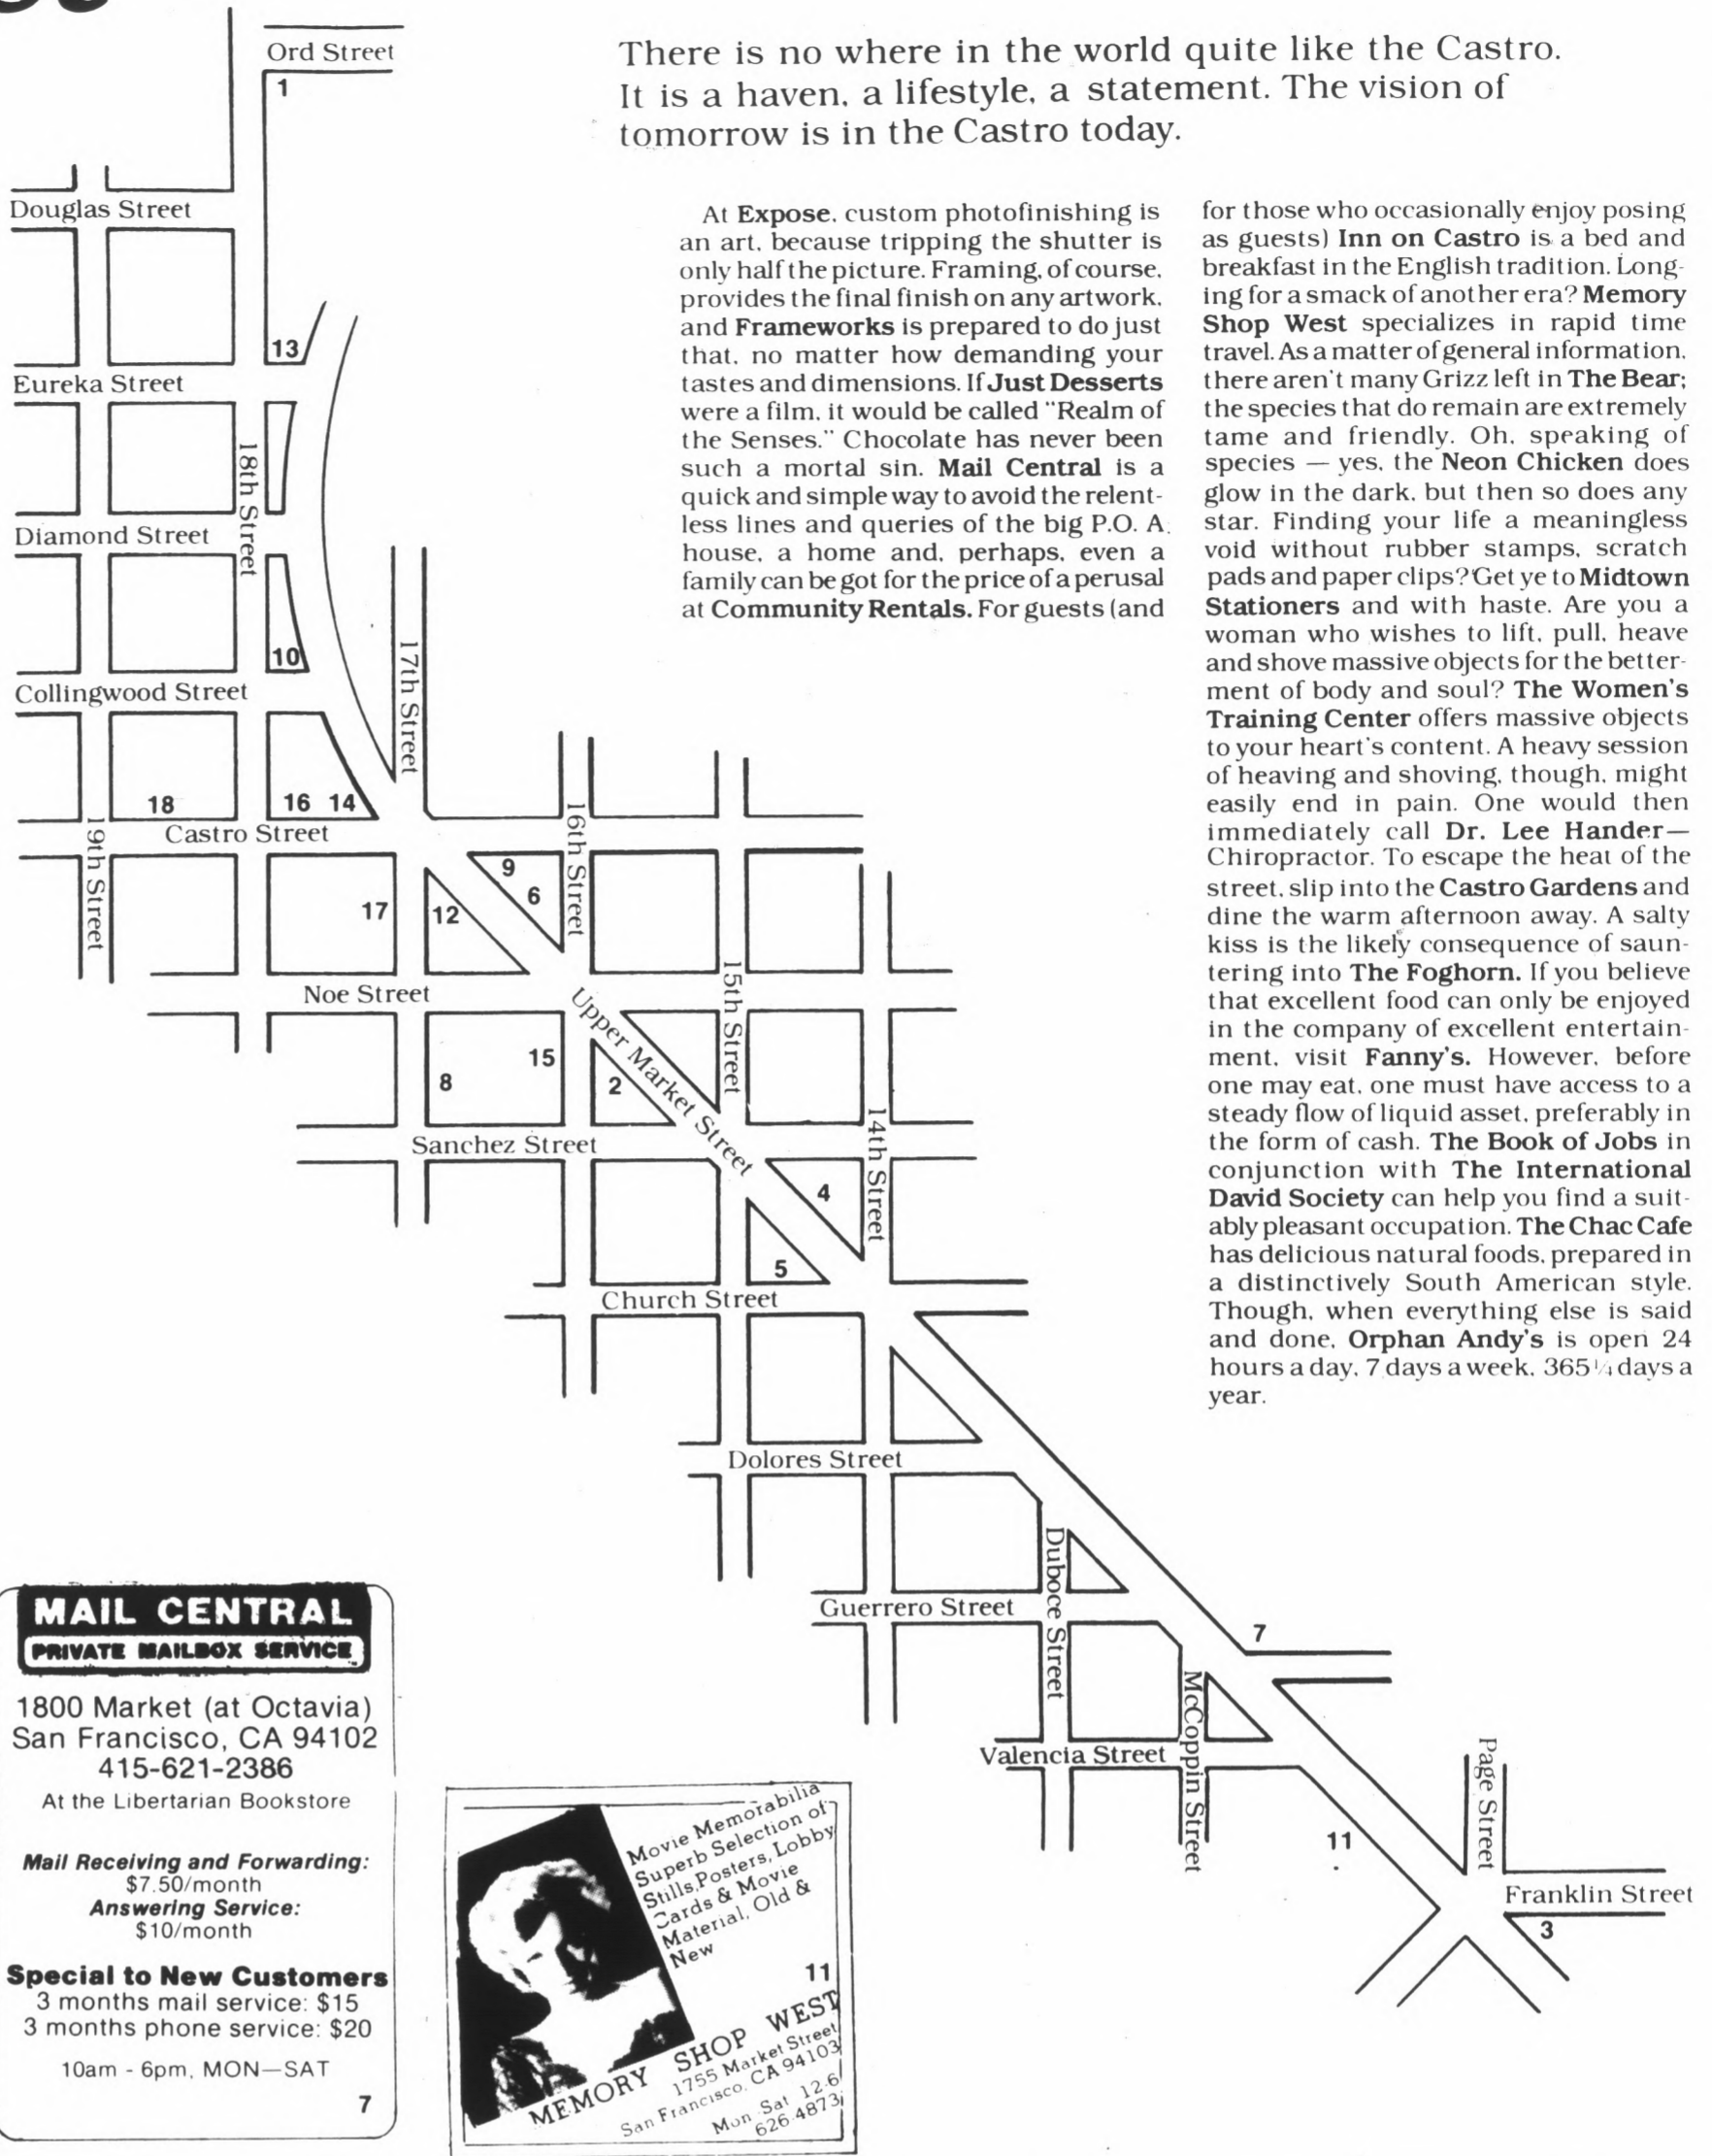 There is no where in the world quite like the Castro.
It is a haven, a lifestyle, a statement. The vision of
tomorrow is in the Castro today.
At Expose, custom photofinishing is
an art, because tripping the shutter is
only half the picture. Framing, of course,
provides the final finish on any artwork,
and Frameworks is prepared to do just
that, no matter how demanding your
tastes and dimensions. If Just Desserts
were a film, it would be called "Realm of
the Senses." Chocolate has never been
such a mortal sin. Mail Central is a
quick and simple way to avoid the relent-
less lines and queries of the big P.O. A
house, a home and, perhaps, even a
family can be got for the price of a perusal
at Community Rentals. For guests (and
for those who occasionally enjoy posing
as guests) Inn on Castro is a bed and
breakfast in the English tradition. Long-
ing for a smack of another era? Memory
Shop West specializes in rapid time
travel. As a matter of general information,
there aren't many Grizz left in The Bear;
the species that do remain are extremely
tame and friendly. Oh, speaking of
species — yes, the Neon Chicken does
glow in the dark, but then so does any
star. Finding your life a meaningless
void without rubber stamps, scratch
pads and paper clips? Get ye to Midtown
Stationers and with haste. Are you a
woman who wishes to lift, pull, heave
and shove massive objects for the better-
ment of body and soul? The Women's
Training Center offers massive objects
to your heart's content. A heavy session
of heaving and shoving, though, might
easily end in pain. One would then
immediately call Dr. Lee Hander—
Chiropractor. To escape the heat of the
street, slip into the Castro Gardens and
dine the warm afternoon away. A salty
kiss is the likely consequence of saun-
tering into The Foghorn. If you believe
that excellent food can only be enjoyed
in the company of excellent entertain-
ment, visit Fanny's. However, before
one may eat, one must have access to a
steady flow of liquid asset, preferably in
the form of cash. The Book of Jobs in
conjunction with The International
David Society can help you find a suit-
ably pleasant occupation. The Chac Cafe
has delicious natural foods, prepared in
a distinctively South American style.
Though, when everything else is said
and done, Orphan Andy's is open 24
hours a day, 7 days a week, 365 ¼ days a
year.
Ord Street
1
Douglas Street
13
Eureka Street
18th Street
Diamond Street
10
Collingwood Street
17th Street
18
16 14
Castro Street
19th Street
16th Street
9
6
17
12
Noe Street
15th Street
Upper Market Street
15
8
2
Sanchez Street
14th Street
4
5
Church Street
Dolores Street
Duboce Street
Guerrero Street
7
McCoppin Street
Valencia Street
Page Street
11
Franklin Street
3
MAIL CENTRAL
PRIVATE MAILBOX SERVICE
1800 Market (at Octavia)
San Francisco, CA 94102
415-621-2386
At the Libertarian Bookstore
Mail Receiving and Forwarding:
$7.50/month
Answering Service:
$10/month
Special to New Customers
3 months mail service: $15
3 months phone service: $20
10am - 6pm, MON—SAT
7
Movie Memorabilia
Superb Selection of
Stills, Posters, Lobby
Cards & Movie
Material, Old &
New
11
MEMORY SHOP WEST
1755 Market Street
San Francisco, CA 94103
Mon Sat 12.6
626.4873